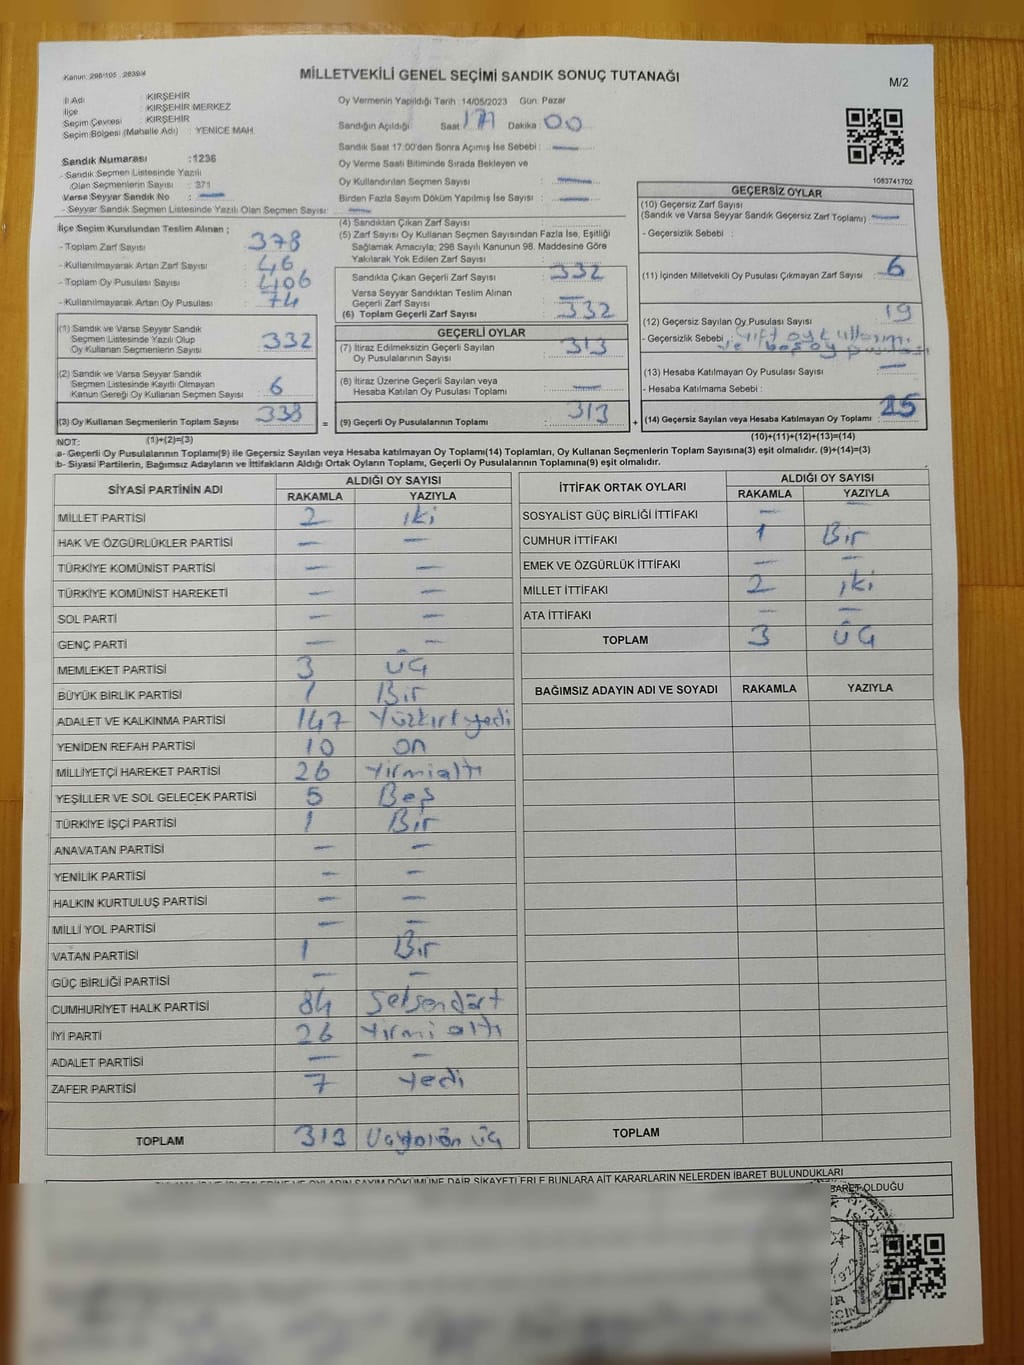 Kanun: 298/105 , 2839/4
MİLLETVEKİLİ GENEL SEÇİMİ SANDIK SONUÇ TUTANAĞI
M/2
İl Adı : KIRŞEHİR
İlçe : KIRŞEHİR MERKEZ
Seçim Çevresi : KIRŞEHİR
Seçim Bölgesi (Mahalle Adı) : YENİCE MAH.
Sandık Numarası :1236
- Sandık Seçmen Listesinde Yazılı
Olan Seçmenlerin Sayısı : 371
Varsa Seyyar Sandık No : —
- Seyyar Sandık Seçmen Listesinde Yazılı Olan Seçmen Sayısı: —
Oy Vermenin Yapıldığı Tarih : 14/05/2023 Gün: Pazar
Sandığın Açıldığı Saat : 17 Dakika : 00
Sandık Saat 17.00'den Sonra Açımış İse Sebebi : —
Oy Verme Saati Bitiminde Sırada Bekleyen ve
Oy Kullandırılan Seçmen Sayısı : —
Birden Fazla Sayım Döküm Yapılmış İse Sayısı : —
1083741702
İlçe Seçim Kurulundan Teslim Alınan ;
- Toplam Zarf Sayısı : 378
- Kullanılmayarak Artan Zarf Sayısı : 46
- Toplam Oy Pusulası Sayısı : 406
- Kullanılmayarak Artan Oy Pusulası : 74
(1) Sandık ve Varsa Seyyar Sandık
Seçmen Listesinde Yazılı Olup
Oy Kullanan Seçmenlerin Sayısı : 332
(2) Sandık ve Varsa Seyyar Sandık
Seçmen Listesinde Kayıtlı Olmayan
Kanun Gereği Oy Kullanan Seçmen Sayısı : 6
(3) Oy Kullanan Seçmenlerin Toplam Sayısı : 338
(1)+(2)=(3)
(4) Sandıktan Çıkan Zarf Sayısı :
(5) Zarf Sayısı Oy Kullanan Seçmen Sayısından Fazla İse, Eşitliği
Sağlamak Amacıyla; 298 Sayılı Kanunun 98. Maddesine Göre
Yakılarak Yok Edilen Zarf Sayısı :
Sandıkta Çıkan Geçerli Zarf Sayısı : 332
Varsa Seyyar Sandıktan Teslim Alınan
Geçerli Zarf Sayısı : —
(6) Toplam Geçerli Zarf Sayısı : 332
GEÇERLİ OYLAR
(7) İtiraz Edilmeksizin Geçerli Sayılan
Oy Pusulalarının Sayısı : 313
(8) İtiraz Üzerine Geçerli Sayılan veya
Hesaba Katılan Oy Pusulası Toplamı : —
= (9) Geçerli Oy Pusulalarının Toplamı : 313
GEÇERSİZ OYLAR
(10) Geçersiz Zarf Sayısı
(Sandık ve Varsa Seyyar Sandık Geçersiz Zarf Toplamı) : —
- Geçersizlik Sebebi :
(11) İçinden Milletvekili Oy Pusulası Çıkmayan Zarf Sayısı : 6
(12) Geçersiz Sayılan Oy Pusulası Sayısı : 19
- Geçersizlik Sebebi : çift oy kullanımı
ve boş oy pusulası
(13) Hesaba Katılmayan Oy Pusulası Sayısı : —
- Hesaba Katılmama Sebebi :
+ (14) Geçersiz Sayılan veya Hesaba Katılmayan Oy Toplamı : 25
(10)+(11)+(12)+(13)=(14)
NOT:
a- Geçerli Oy Pusulalarının Toplamı(9) ile Geçersiz Sayılan veya Hesaba Katılmayan Oy Toplamı(14) Toplamları, Oy Kullanan Seçmenlerin Toplam Sayısına(3) eşit olmalıdır. (9)+(14)=(3)
b- Siyasi Partilerin, Bağımsız Adayların ve İttifakların Aldığı Ortak Oyların Toplamı, Geçerli Oy Pusulalarının Toplamına(9) eşit olmalıdır.
SİYASİ PARTİNİN ADI ALDIĞI OY SAYISI
RAKAMLA YAZIYLA
MİLLET PARTİSİ 2 iki
HAK VE ÖZGÜRLÜKLER PARTİSİ — —
TÜRKİYE KOMÜNİST PARTİSİ — —
TÜRKİYE KOMÜNİST HAREKETİ — —
SOL PARTİ — —
GENÇ PARTİ — —
MEMLEKET PARTİSİ 3 ÜÇ
BÜYÜK BİRLİK PARTİSİ 1 Bir
ADALET VE KALKINMA PARTİSİ 147 Yüzkırkyedi
YENİDEN REFAH PARTİSİ 10 on
MİLLİYETÇİ HAREKET PARTİSİ 26 Yirmialtı
YEŞİLLER VE SOL GELECEK PARTİSİ 5 Beş
TÜRKİYE İŞÇİ PARTİSİ 1 Bir
ANAVATAN PARTİSİ — —
YENİLİK PARTİSİ — —
HALKIN KURTULUŞ PARTİSİ — —
MİLLİ YOL PARTİSİ — —
VATAN PARTİSİ 1 Bir
GÜÇ BİRLİĞİ PARTİSİ — —
CUMHURİYET HALK PARTİSİ 84 Seksendört
İYİ PARTİ 26 Yirmi altı
ADALET PARTİSİ — —
ZAFER PARTİSİ 7 Yedi
TOPLAM 313 Üçyüzon üç
İTTİFAK ORTAK OYLARI ALDIĞI OY SAYISI
RAKAMLA YAZIYLA
SOSYALİST GÜÇ BİRLİĞİ İTTİFAKI — —
CUMHUR İTTİFAKI 1 Bir
EMEK VE ÖZGÜRLÜK İTTİFAKI — —
MİLLET İTTİFAKI 2 iki
ATA İTTİFAKI — —
TOPLAM 3 ÜÇ
BAĞIMSIZ ADAYIN ADI VE SOYADI RAKAMLA YAZIYLA
TOPLAM
DÖKÜMÜNE DAİR ŞİKAYETLERLE BUNLARA AİT KARARLARIN NELERDEN İBARET BULUNDUKLARI
İBARET OLDUĞU